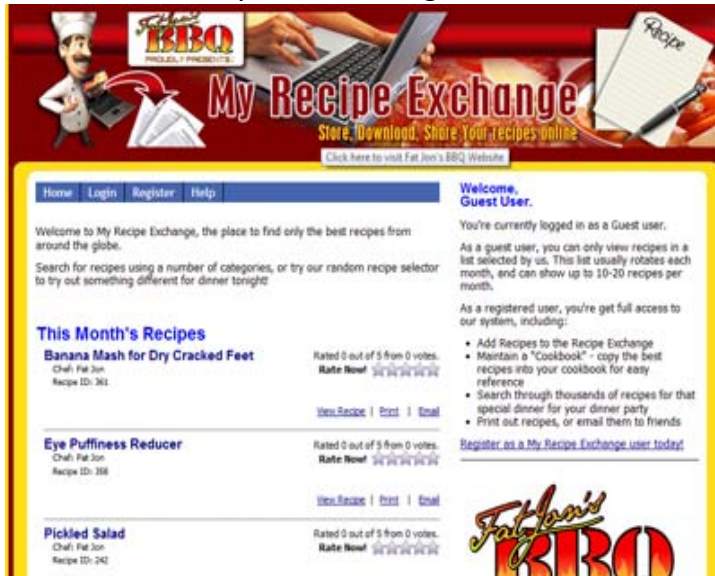 Fat Jon's
BBQ
PROUDLY PRESENTS:
Recipe
My Recipe Exchange
Store, Download, Share Your recipes online
Click here to visit Fat Jon's BBQ Website
Home Login Register Help
Welcome to My Recipe Exchange, the place to find only the best recipes from
around the globe.
Search for recipes using a number of categories, or try our random recipe selector
to try out something different for dinner tonight!
This Month's Recipes
Banana Mash for Dry Cracked Feet
Chef: Fat Jon
Recipe ID: 361
Rated 0 out of 5 from 0 votes.
Rate Now!
View Recipe | Print | Email
Eye Puffiness Reducer
Chef: Fat Jon
Recipe ID: 358
Rated 0 out of 5 from 0 votes.
Rate Now!
View Recipe | Print | Email
Pickled Salad
Chef: Fat Jon
Recipe ID: 242
Rated 0 out of 5 from 0 votes.
Rate Now!
Welcome,
Guest User.
You're currently logged in as a Guest user.
As a guest user, you can only view recipes in a
list selected by us. This list usually rotates each
month, and can show up to 10-20 recipes per
month.
As a registered user, you're get full access to
our system, including:
Add Recipes to the Recipe Exchange
Maintain a "Cookbook" - copy the best
recipes into your cookbook for easy
reference
Search through thousands of recipes for that
special dinner for your dinner party
Print out recipes, or email them to friends
Register as a My Recipe Exchange user today!
Fat Jon's
BBQ